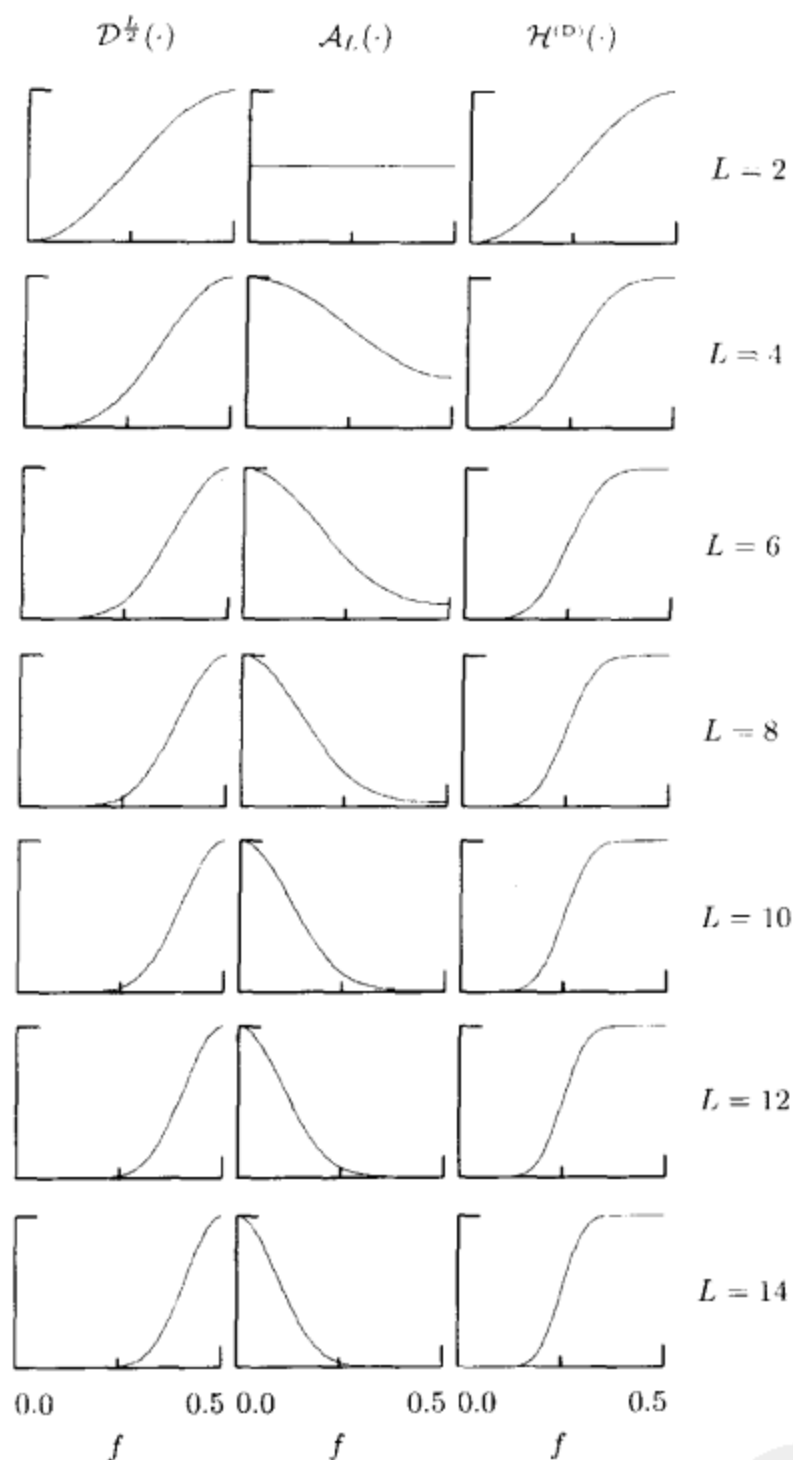 𝒟^{L/2}(·) 𝒜_L(·) ℋ^{(D)}(·)
L = 2
L = 4
L = 6
L = 8
L = 10
L = 12
L = 14
0.0 0.5 0.0 0.5 0.0 0.5
f f f